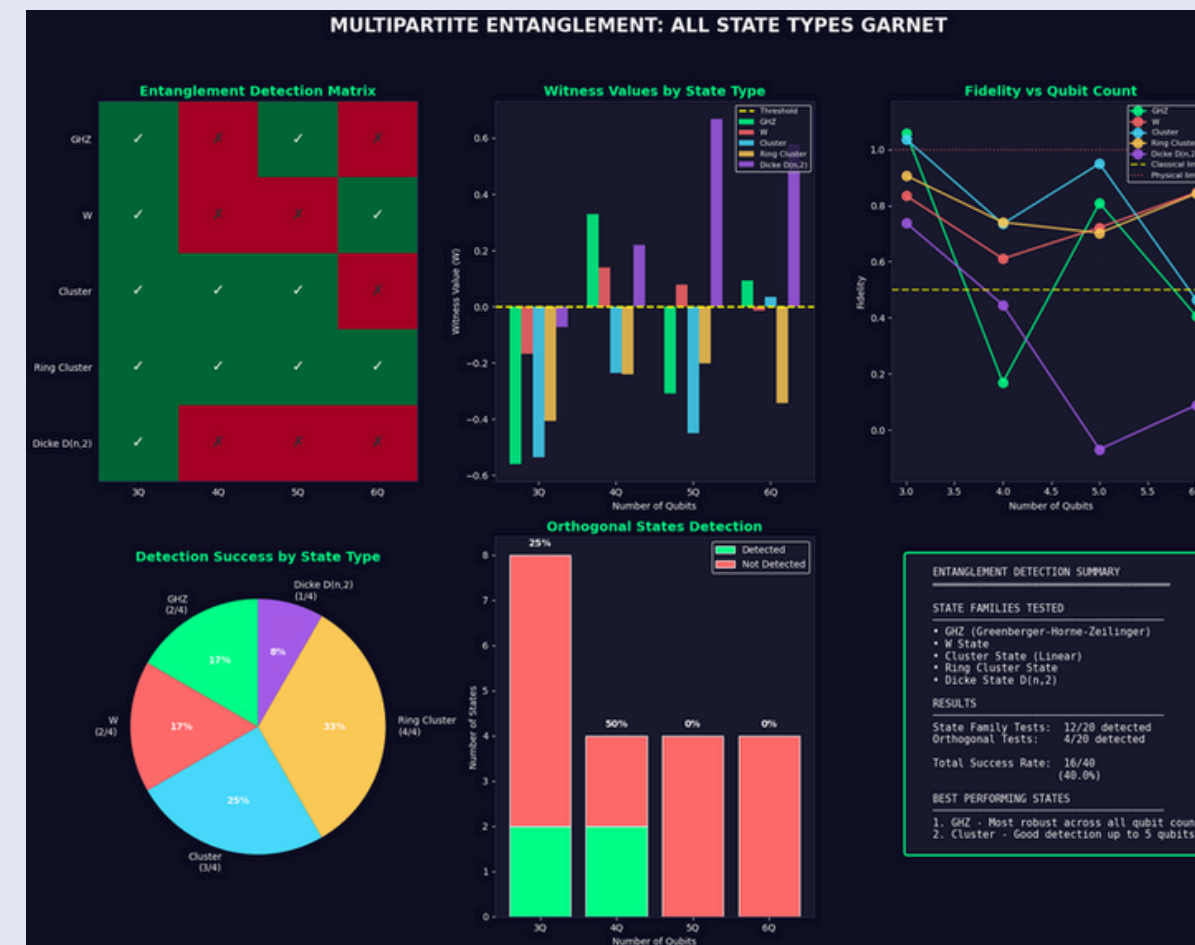 MULTIPARTITE ENTANGLEMENT: ALL STATE TYPES GARNET
Entanglement Detection Matrix
GHZ
W
Cluster
Ring Cluster
Dicke D(n,2)
✓ ✗ ✓ ✗
✓ ✗ ✗ ✓
✓ ✓ ✓ ✗
✓ ✓ ✓ ✓
✓ ✗ ✗ ✗
3Q 4Q 5Q 6Q
Witness Values by State Type
Witness Value (W)
0.6
0.4
0.2
0.0
−0.2
−0.4
−0.6
Threshold
GHZ
W
Cluster
Ring Cluster
Dicke D(n,2)
3Q 4Q 5Q 6Q
Number of Qubits
Fidelity vs Qubit Count
Fidelity
1.0
0.8
0.6
0.4
0.2
0.0
GHZ
W
Cluster
Ring Cluster
Dicke D(n,2
Classical lim
Physical lim
3.0 3.5 4.0 4.5 5.0 5.5 6
Number of Qubits
Detection Success by State Type
GHZ
(2/4)
17%
W
(2/4)
17%
Cluster
(3/4)
25%
Ring Cluster
(4/4)
33%
Dicke D(n,2)
(1/4)
8%
Orthogonal States Detection
Number of States
8
7
6
5
4
3
2
1
0
25%
50%
0%
0%
Detected
Not Detected
3Q 4Q 5Q 6Q
Number of Qubits
ENTANGLEMENT DETECTION SUMMARY
STATE FAMILIES TESTED
• GHZ (Greenberger-Horne-Zeilinger)
• W State
• Cluster State (Linear)
• Ring Cluster State
• Dicke State D(n,2)
RESULTS
State Family Tests: 12/20 detected
Orthogonal Tests: 4/20 detected
Total Success Rate: 16/40
(40.0%)
BEST PERFORMING STATES
1. GHZ - Most robust across all qubit coun
2. Cluster - Good detection up to 5 qubits